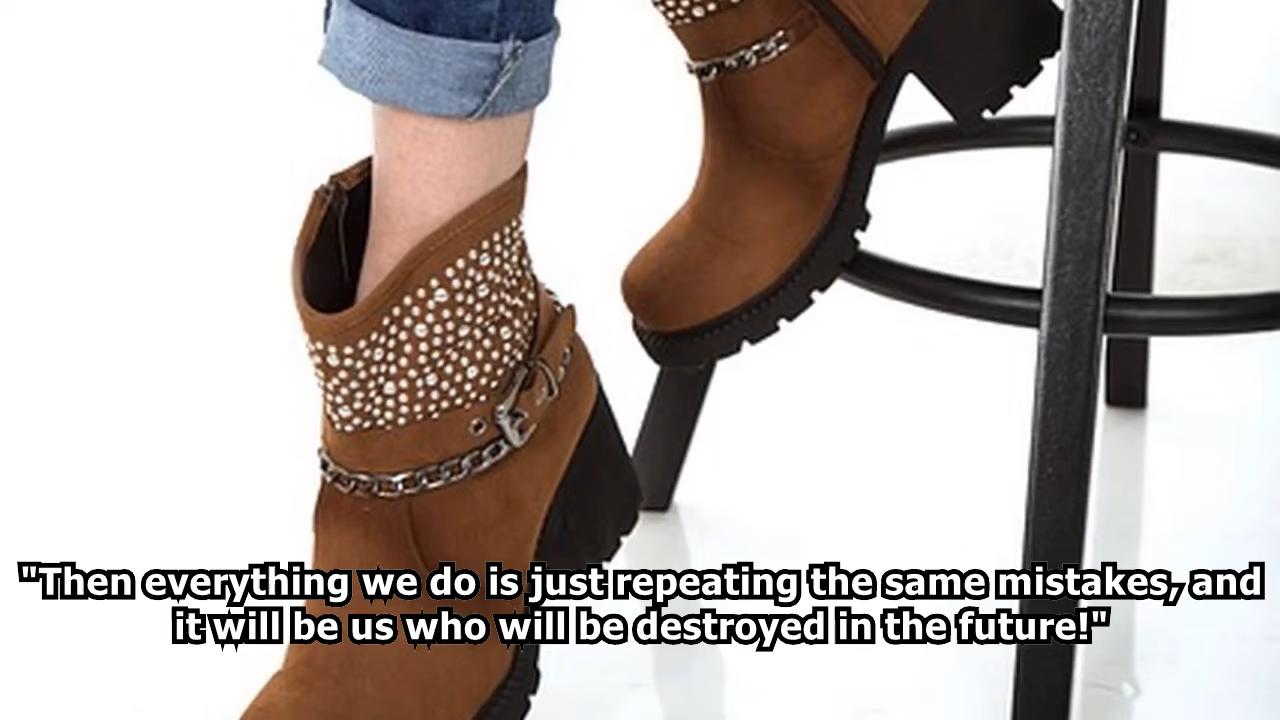 "Then everything we do is just repeating the same mistakes, and
it will be us who will be destroyed in the future!"